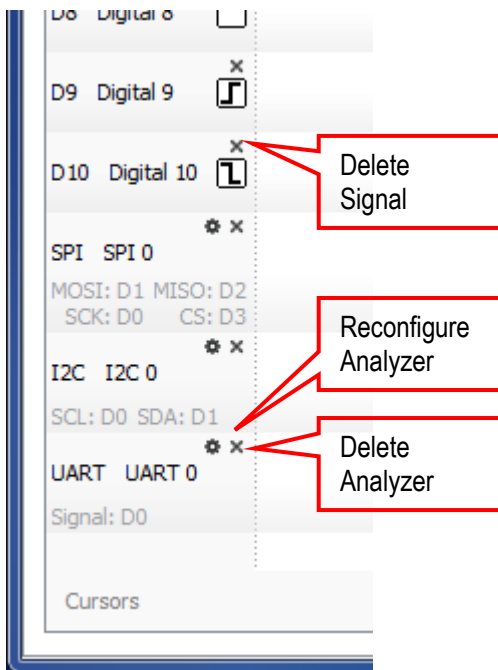 D8 Digital 8
D9 Digital 9
D10 Digital 10
Delete
Signal
SPI SPI 0
MOSI: D1 MISO: D2
SCK: D0 CS: D3
Reconfigure
Analyzer
I2C I2C 0
SCL: D0 SDA: D1
Delete
Analyzer
UART UART 0
Signal: D0
Cursors